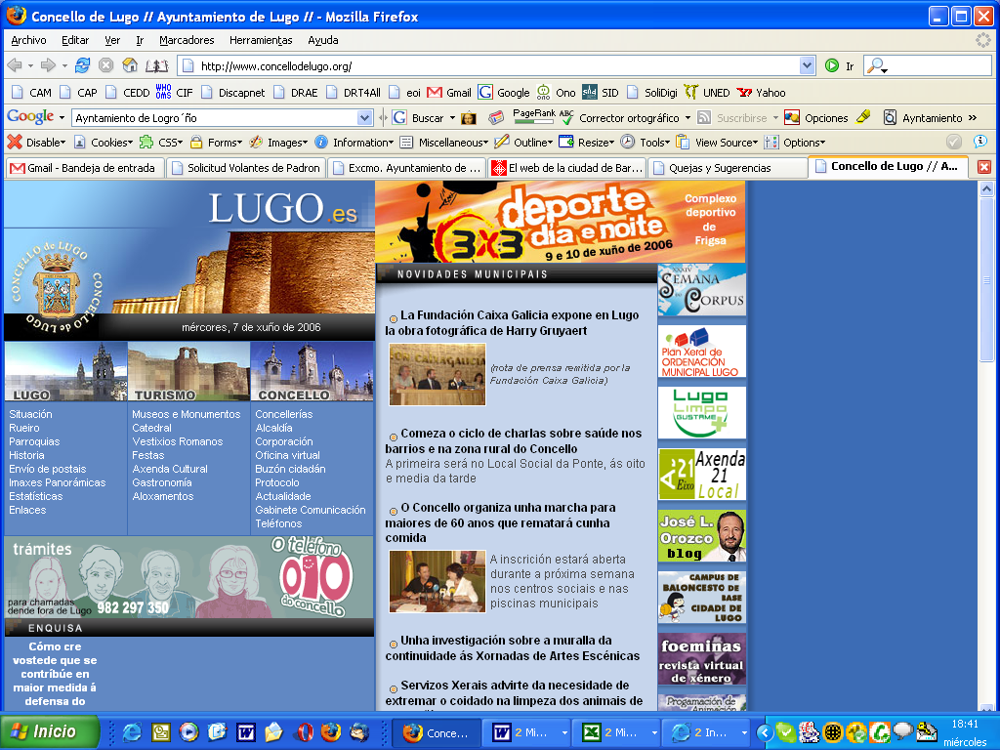 Concello de Lugo // Ayuntamiento de Lugo // - Mozilla Firefox
Archivo Editar Ver Ir Marcadores Herramientas Ayuda
http://www.concellodelugo.org/ Ir
CAM CAP CEDD WHOOMS CIF Discapnet DRAE DRT4All eoi Gmail Google Ono SID SoliDigi UNED Yahoo
Google Ayntamiento de Logro´ño Buscar PageRank ABC Corrector ortográfico Suscribirse Opciones Ayuntamiento »
Disable Cookies CSS Forms Images Information Miscellaneous Outline Resize Tools View Source Options
Gmail - Bandeja de entrada Solicitud Volantes de Padron Excmo. Ayuntamiento de ... El web de la ciudad de Bar... Quejas y Sugerencias Concello de Lugo // A...
LUGO.es
CONCELLO de LUGO
CONCELLO de LUGO
mércores, 7 de xuño de 2006
LUGO TURISMO CONCELLO
Situación
Rueiro
Parroquias
Historia
Envío de postais
Imaxes Panorámicas
Estatísticas
Enlaces
Museos e Monumentos
Catedral
Vestixios Romanos
Festas
Axenda Cultural
Gastronomía
Aloxamentos
Concellerías
Alcaldía
Corporación
Oficina virtual
Buzón cidadán
Protocolo
Actualidade
Gabinete Comunicación
Teléfonos
trámites
para chamadas
dende fora de Lugo 982 297 350
O teléfono
010
do concello
ENQUISA
Cómo cre
vostede que se
contribúe en
maior medida á
defensa do
deporte
3x3 día e noite
9 e 10 de xuño de 2006
Complexo
deportivo
de
Frigsa
NOVIDADES MUNICIPAIS
La Fundación Caixa Galicia expone en Lugo
la obra fotográfica de Harry Gruyaert
(nota de prensa remitida por la
Fundación Caixa Galicia)
Comeza o ciclo de charlas sobre saúde nos
barrios e na zona rural do Concello
A primeira será no Local Social da Ponte, ás oito
e media da tarde
O Concello organiza unha marcha para
maiores de 60 anos que rematará cunha
comida
A inscrición estará aberta
durante a próxima semana
nos centros sociais e nas
piscinas municipais
Unha investigación sobre a muralla da
continuidade ás Xornadas de Artes Escénicas
Servizos Xerais advirte da necesidade de
extremar o coidado na limpeza dos animais de
XXXIV
SEMANA
CORPUS
Plan Xeral de
ORDENACIÓN
MUNICIPAL LUGO
Lugo
Limpo
GUSTAME
A21
Eixo
Axenda
21
Local
José L.
Orozco
blog
CAMPUS DE
BALONCESTO DE
BASE
CIDADE DE
LUGO
foeminas
revista virtual
de xénero
Progamación de
Inicio Conce... 2 Mi... 2 Mi... 2 In... 18:41
miércoles